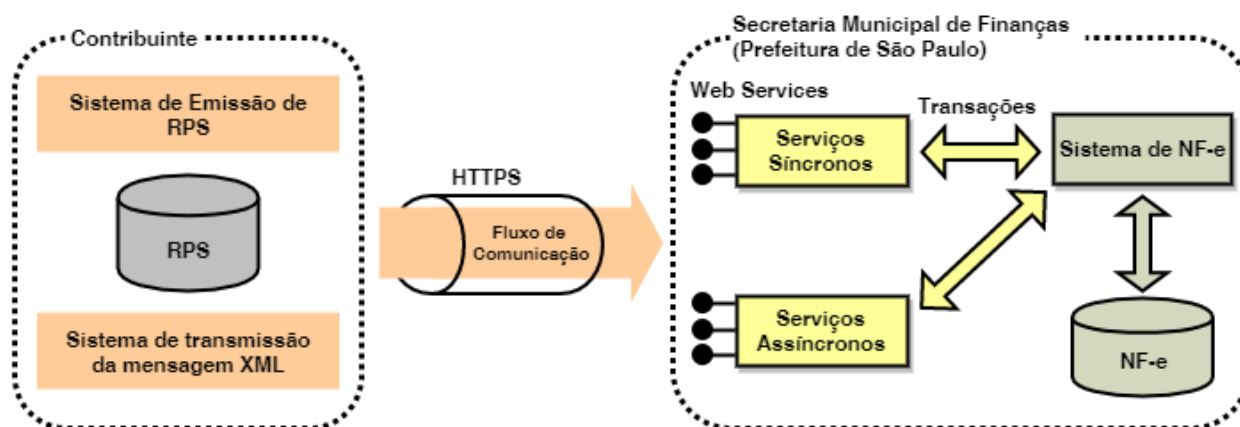 Contribuinte
Sistema de Emissão de
RPS
RPS
Sistema de transmissão
da mensagem XML
HTTPS
Fluxo de
Comunicação
Secretaria Municipal de Finanças
(Prefeitura de São Paulo)
Web Services
Transações
Serviços
Síncronos
Sistema de NF-e
Serviços
Assíncronos
NF-e